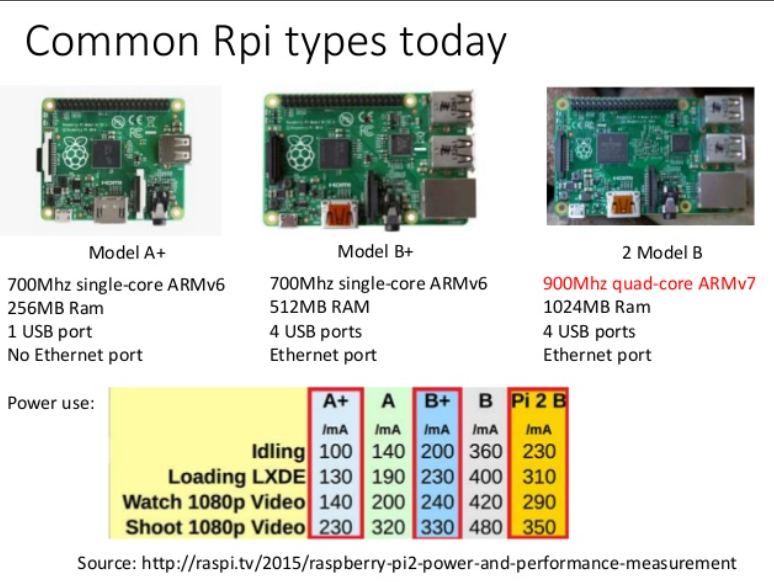 Common Rpi types today
HDMI
HDMI
HDMI
Model A+
Model B+
2 Model B
700Mhz single-core ARMv6
256MB Ram
1 USB port
No Ethernet port
700Mhz single-core ARMv6
512MB RAM
4 USB ports
Ethernet port
900Mhz quad-core ARMv7
1024MB Ram
4 USB ports
Ethernet port
Power use:
A+ A B+ B Pi 2 B
/mA /mA /mA /mA /mA
Idling 100 140 200 360 230
Loading LXDE 130 190 230 400 310
Watch 1080p Video 140 200 240 420 290
Shoot 1080p Video 230 320 330 480 350
Source: http://raspi.tv/2015/raspberry-pi2-power-and-performance-measurement